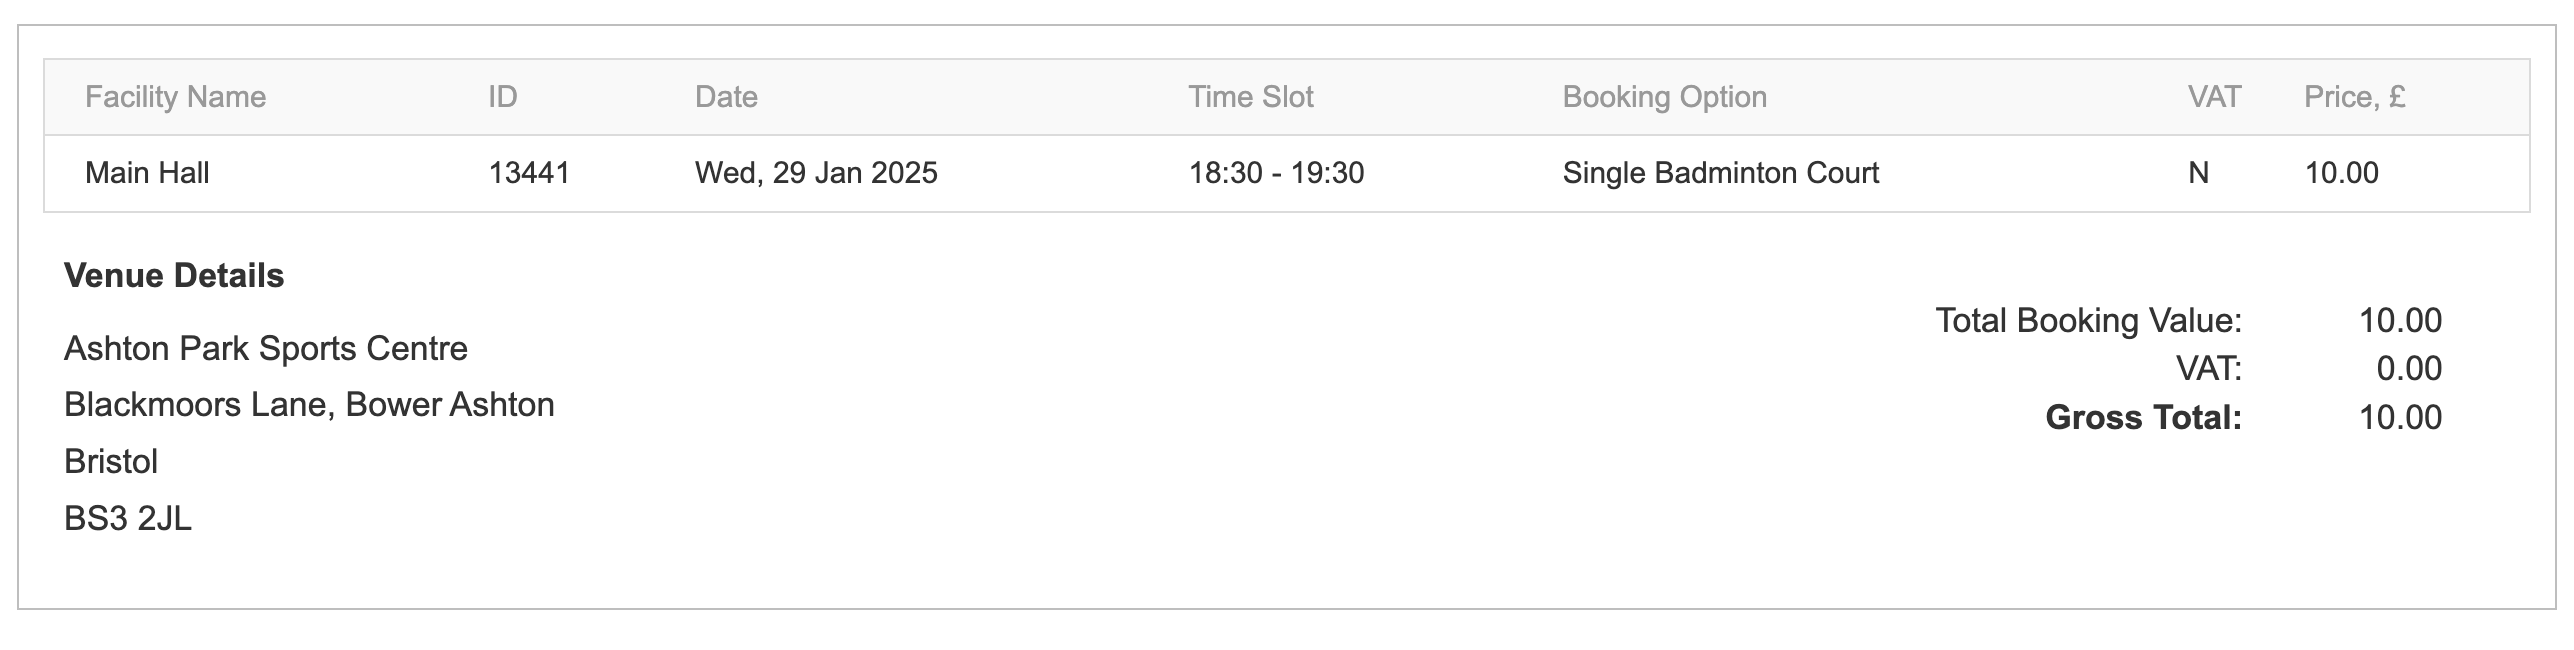 Facility Name ID Date Time Slot Booking Option VAT Price, £
Main Hall 13441 Wed, 29 Jan 2025 18:30 - 19:30 Single Badminton Court N 10.00
Venue Details
Ashton Park Sports Centre
Blackmoors Lane, Bower Ashton
Bristol
BS3 2JL
Total Booking Value: 10.00
VAT: 0.00
Gross Total: 10.00